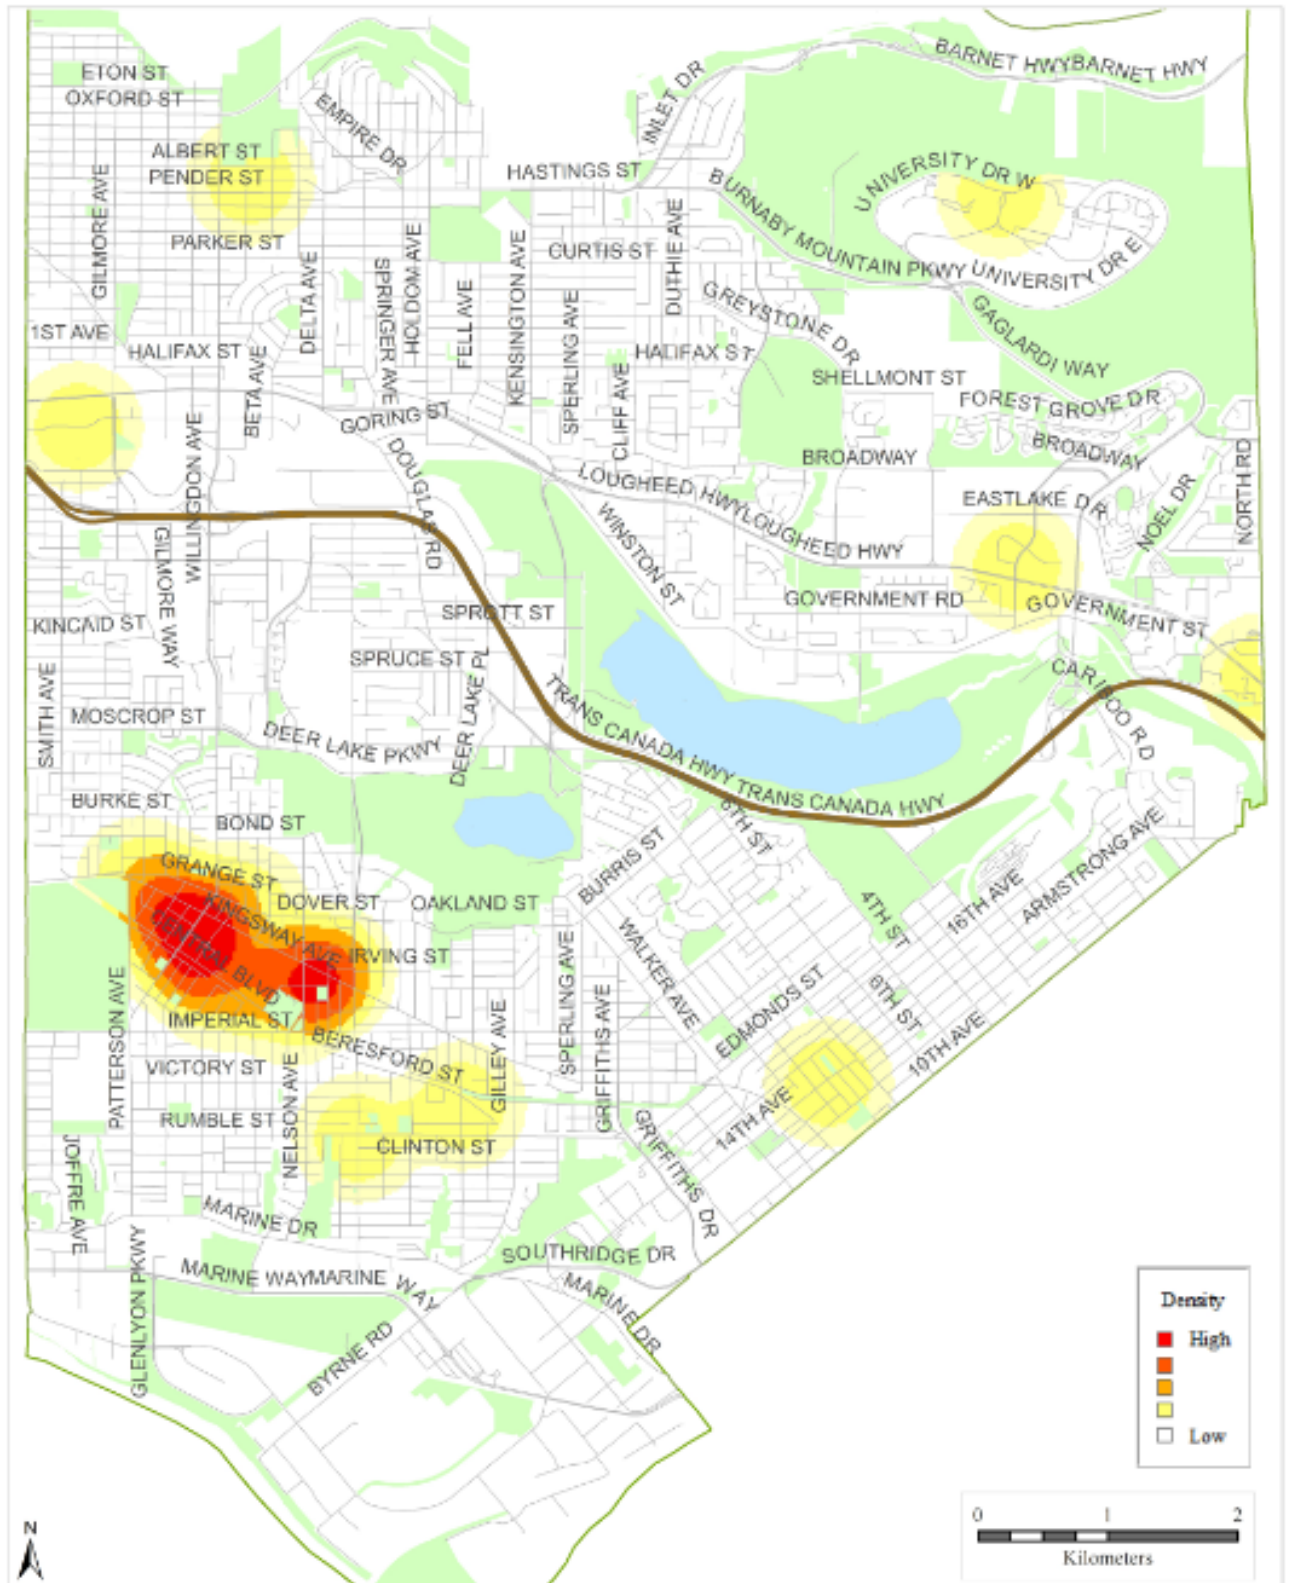 BARNET HWYBARNET HWY
ETON ST
OXFORD ST
INLET DR
EMPIRE DR
ALBERT ST
PENDER ST
HASTINGS ST
UNIVERSITY DR W
BURNABY MOUNTAIN PKWY
UNIVERSITY DR E
GILMORE AVE
PARKER ST
CURTIS ST
DUTHIE AVE
DELTA AVE
SPRINGER AVE
HOLDOM AVE
FELL AVE
KENSINGTON AVE
SPERLING AVE
GREYSTONE DR
GAGLARDI WAY
1ST AVE
HALIFAX ST
HALIFAX ST
BETA AVE
CLIFF AVE
SHELLMONT ST
FOREST GROVE DR
GORING ST
WILLINGDON AVE
DOUGLAS RD
BROADWAY
BROADWAY
NORTH RD
LOUGHEED HWYLOUGHEED HWY
EASTLAKE DR
NOEL DR
WINSTON ST
GILMORE WAY
GOVERNMENT RD
GOVERNMENT ST
KINCAID ST
SPROTT ST
SPRUCE ST
DEER LAKE PL
SMITH AVE
MOSCROP ST
DEER LAKE PKWY
TRANS CANADA HWY TRANS CANADA HWY
CARIBOO RD
BURKE ST
BOND ST
6TH ST
BURRIS ST
ARMSTRONG AVE
16TH AVE
GRANGE ST
DOVER ST
OAKLAND ST
4TH ST
KINGSWAY AVE
CENTRAL BLVD
IRVING ST
WALKER AVE
SPERLING AVE
GRIFFITHS AVE
PATTERSON AVE
IMPERIAL ST
BERESFORD ST
GILLEY AVE
EDMONDS ST
6TH ST
10TH AVE
VICTORY ST
NELSON AVE
RUMBLE ST
CLINTON ST
14TH AVE
GRIFFITHS DR
JOFFRE AVE
MARINE DR
SOUTHRIDGE DR
MARINE WAYMARINE WAY
MARINE DR
GLENLYON PKWY
BYRNE RD
Density
High
Low
0 1 2
Kilometers
N